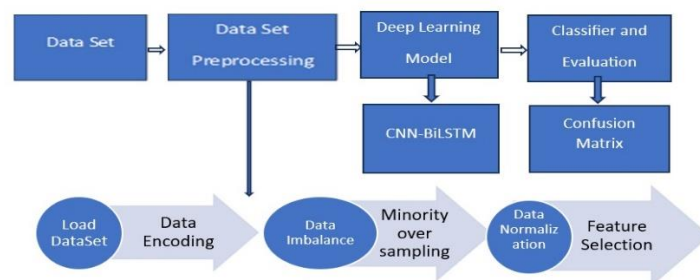 Data Set
Data Set
Preprocessing
Deep Learning
Model
Classifier and
Evaluation
CNN-BiLSTM
Confusion
Matrix
Load
DataSet
Data
Encoding
Data
Imbalance
Minority
over
sampling
Data
Normaliz
ation
Feature
Selection